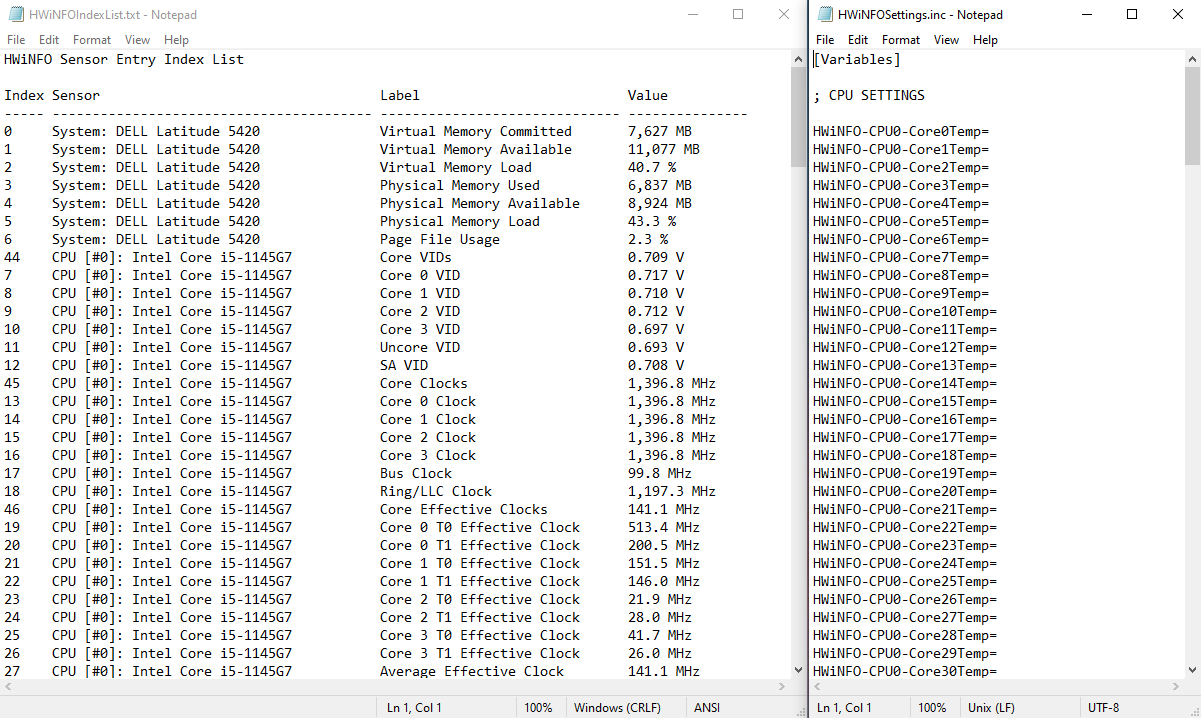 HWiNFOIndexList.txt - Notepad
File Edit Format View Help
HWiNFO Sensor Entry Index List
Index Sensor Label Value
----- ---------------------------------------- ------------------------------ ---------------
0 System: DELL Latitude 5420 Virtual Memory Committed 7,627 MB
1 System: DELL Latitude 5420 Virtual Memory Available 11,077 MB
2 System: DELL Latitude 5420 Virtual Memory Load 40.7 %
3 System: DELL Latitude 5420 Physical Memory Used 6,837 MB
4 System: DELL Latitude 5420 Physical Memory Available 8,924 MB
5 System: DELL Latitude 5420 Physical Memory Load 43.3 %
6 System: DELL Latitude 5420 Page File Usage 2.3 %
44 CPU [#0]: Intel Core i5-1145G7 Core VIDs 0.709 V
7 CPU [#0]: Intel Core i5-1145G7 Core 0 VID 0.717 V
8 CPU [#0]: Intel Core i5-1145G7 Core 1 VID 0.710 V
9 CPU [#0]: Intel Core i5-1145G7 Core 2 VID 0.712 V
10 CPU [#0]: Intel Core i5-1145G7 Core 3 VID 0.697 V
11 CPU [#0]: Intel Core i5-1145G7 Uncore VID 0.693 V
12 CPU [#0]: Intel Core i5-1145G7 SA VID 0.708 V
45 CPU [#0]: Intel Core i5-1145G7 Core Clocks 1,396.8 MHz
13 CPU [#0]: Intel Core i5-1145G7 Core 0 Clock 1,396.8 MHz
14 CPU [#0]: Intel Core i5-1145G7 Core 1 Clock 1,396.8 MHz
15 CPU [#0]: Intel Core i5-1145G7 Core 2 Clock 1,396.8 MHz
16 CPU [#0]: Intel Core i5-1145G7 Core 3 Clock 1,396.8 MHz
17 CPU [#0]: Intel Core i5-1145G7 Bus Clock 99.8 MHz
18 CPU [#0]: Intel Core i5-1145G7 Ring/LLC Clock 1,197.3 MHz
46 CPU [#0]: Intel Core i5-1145G7 Core Effective Clocks 141.1 MHz
19 CPU [#0]: Intel Core i5-1145G7 Core 0 T0 Effective Clock 513.4 MHz
20 CPU [#0]: Intel Core i5-1145G7 Core 0 T1 Effective Clock 200.5 MHz
21 CPU [#0]: Intel Core i5-1145G7 Core 1 T0 Effective Clock 151.5 MHz
22 CPU [#0]: Intel Core i5-1145G7 Core 1 T1 Effective Clock 146.0 MHz
23 CPU [#0]: Intel Core i5-1145G7 Core 2 T0 Effective Clock 21.9 MHz
24 CPU [#0]: Intel Core i5-1145G7 Core 2 T1 Effective Clock 28.0 MHz
25 CPU [#0]: Intel Core i5-1145G7 Core 3 T0 Effective Clock 41.7 MHz
26 CPU [#0]: Intel Core i5-1145G7 Core 3 T1 Effective Clock 26.0 MHz
27 CPU [#0]: Intel Core i5-1145G7 Average Effective Clock 141.1 MHz
Ln 1, Col 1 100% Windows (CRLF) ANSI
HWiNFOSettings.inc - Notepad
File Edit Format View Help
[Variables]
; CPU SETTINGS
HWiNFO-CPU0-Core0Temp=
HWiNFO-CPU0-Core1Temp=
HWiNFO-CPU0-Core2Temp=
HWiNFO-CPU0-Core3Temp=
HWiNFO-CPU0-Core4Temp=
HWiNFO-CPU0-Core5Temp=
HWiNFO-CPU0-Core6Temp=
HWiNFO-CPU0-Core7Temp=
HWiNFO-CPU0-Core8Temp=
HWiNFO-CPU0-Core9Temp=
HWiNFO-CPU0-Core10Temp=
HWiNFO-CPU0-Core11Temp=
HWiNFO-CPU0-Core12Temp=
HWiNFO-CPU0-Core13Temp=
HWiNFO-CPU0-Core14Temp=
HWiNFO-CPU0-Core15Temp=
HWiNFO-CPU0-Core16Temp=
HWiNFO-CPU0-Core17Temp=
HWiNFO-CPU0-Core18Temp=
HWiNFO-CPU0-Core19Temp=
HWiNFO-CPU0-Core20Temp=
HWiNFO-CPU0-Core21Temp=
HWiNFO-CPU0-Core22Temp=
HWiNFO-CPU0-Core23Temp=
HWiNFO-CPU0-Core24Temp=
HWiNFO-CPU0-Core25Temp=
HWiNFO-CPU0-Core26Temp=
HWiNFO-CPU0-Core27Temp=
HWiNFO-CPU0-Core28Temp=
HWiNFO-CPU0-Core29Temp=
HWiNFO-CPU0-Core30Temp=
Ln 1, Col 1 100% Unix (LF) UTF-8